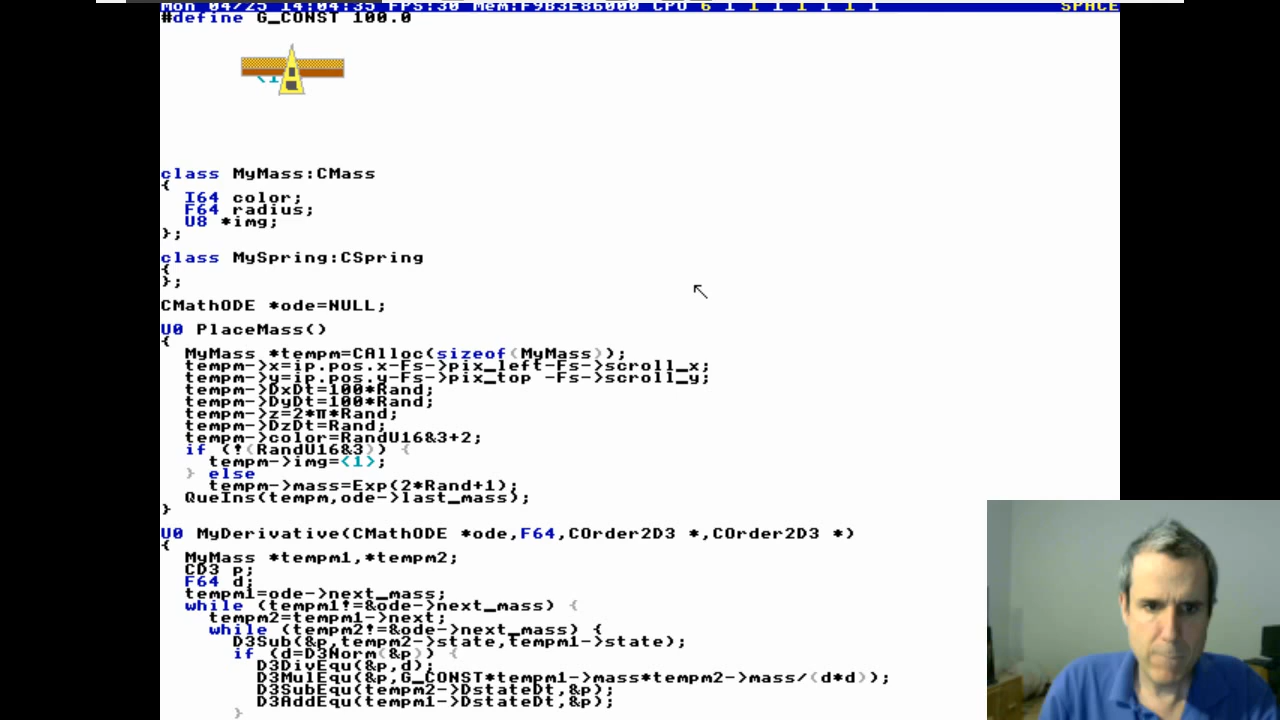 Mon 04/25 14:04:35 FPS:30 Mem:F9B3E86000 CPU 6 1 1 1 1 1 1 1 SPACE
#define G_CONST 100.0
class MyMass:CMass
{
  I64 color;
  F64 radius;
  U8 *img;
};
class MySpring:CSpring
{
};
CMathODE *ode=NULL;
U0 PlaceMass()
{
  MyMass *tempm=CAlloc(sizeof(MyMass));
  tempm->x=ip.pos.x-Fs->pix_left-Fs->scroll_x;
  tempm->y=ip.pos.y-Fs->pix_top -Fs->scroll_y;
  tempm->DxDt=100*Rand;
  tempm->DyDt=100*Rand;
  tempm->z=2*π*Rand;
  tempm->DzDt=Rand;
  tempm->color=RandU16&3+2;
  if (!(RandU16&3)) {
    tempm->img=<1>;
  } else
    tempm->mass=Exp(2*Rand+1);
  QueIns(tempm,ode->last_mass);
}
U0 MyDerivative(CMathODE *ode,F64,COrder2D3 *,COrder2D3 *)
{
  MyMass *tempm1,*tempm2;
  CD3 p;
  F64 d;
  tempm1=ode->next_mass;
  while (tempm1!=&ode->next_mass) {
    tempm2=tempm1->next;
    while (tempm2!=&ode->next_mass) {
      D3Sub(&p,tempm2->state,tempm1->state);
      if (d=D3Norm(&p)) {
        D3DivEqu(&p,d);
        D3MulEqu(&p,G_CONST*tempm1->mass*tempm2->mass/(d*d));
        D3SubEqu(tempm2->DstateDt,&p);
        D3AddEqu(tempm1->DstateDt,&p);
      }